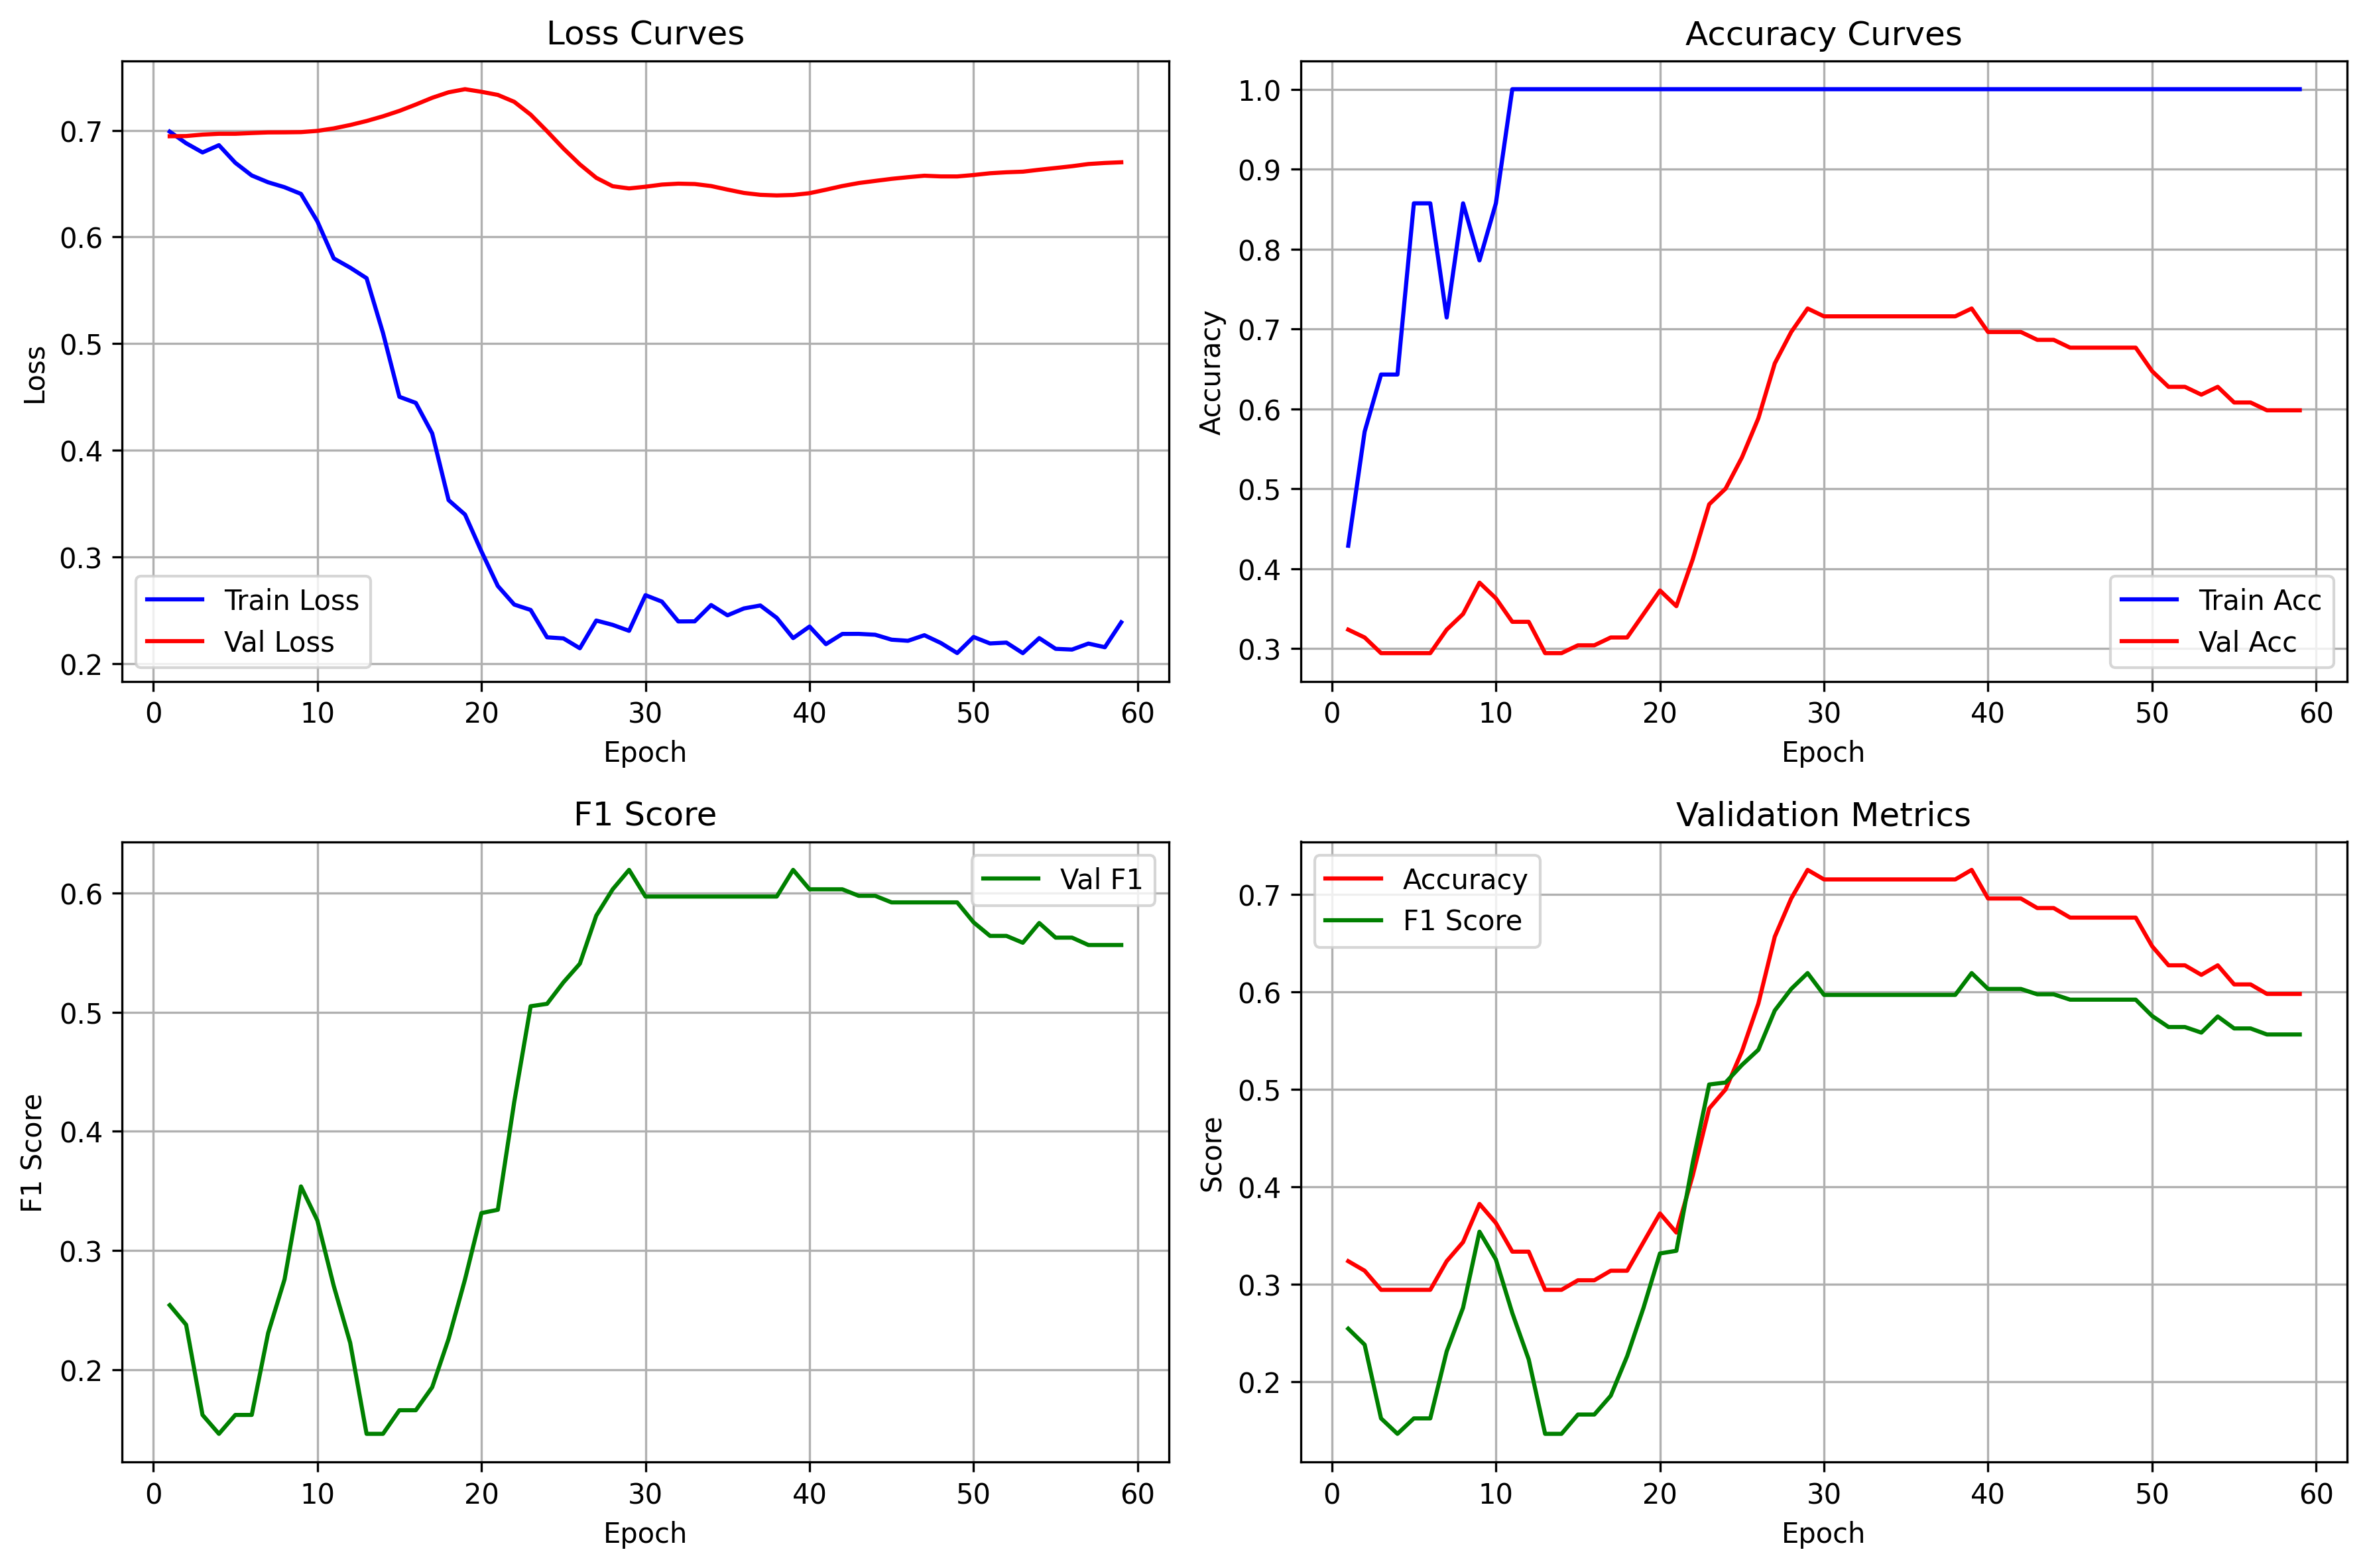 Loss Curves
Loss
0.7
0.6
0.5
0.4
0.3
0.2
Train Loss
Val Loss
0 10 20 30 40 50 60
Epoch
Accuracy Curves
Accuracy
1.0
0.9
0.8
0.7
0.6
0.5
0.4
0.3
Train Acc
Val Acc
0 10 20 30 40 50 60
Epoch
F1 Score
F1 Score
0.6
0.5
0.4
0.3
0.2
Val F1
0 10 20 30 40 50 60
Epoch
Validation Metrics
Score
0.7
0.6
0.5
0.4
0.3
0.2
Accuracy
F1 Score
0 10 20 30 40 50 60
Epoch